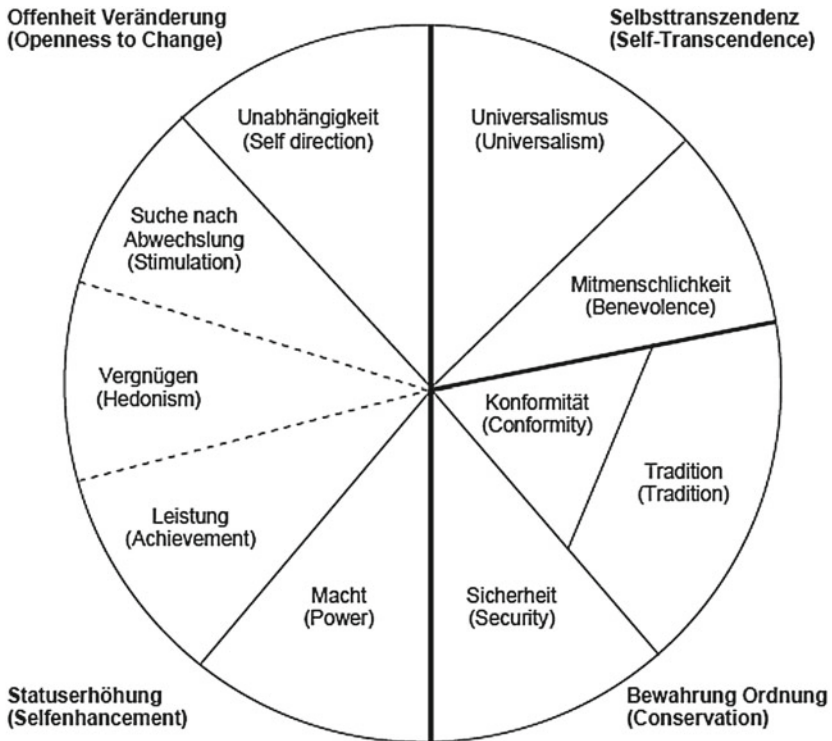 Offenheit Veränderung
(Openness to Change)
Selbsttranszendenz
(Self-Transcendence)
Unabhängigkeit
(Self direction)
Universalismus
(Universalism)
Suche nach
Abwechslung
(Stimulation)
Mitmenschlichkeit
(Benevolence)
Vergnügen
(Hedonism)
Konformität
(Conformity)
Tradition
(Tradition)
Leistung
(Achievement)
Macht
(Power)
Sicherheit
(Security)
Statuserhöhung
(Selfenhancement)
Bewahrung Ordnung
(Conservation)